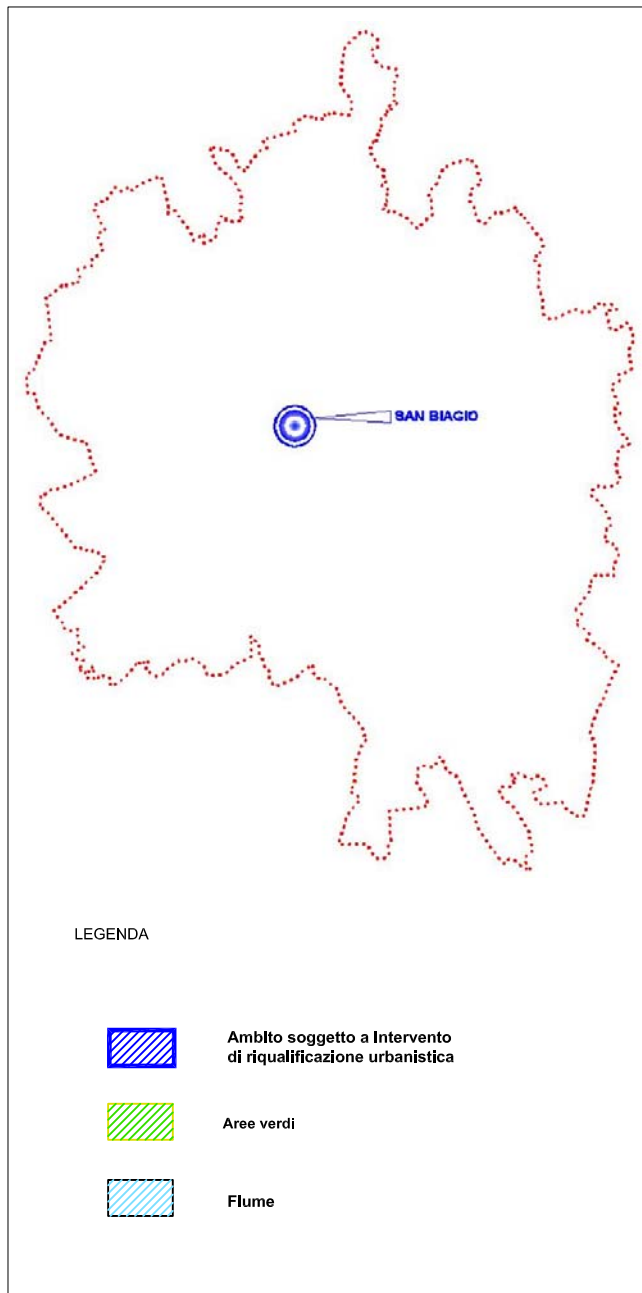 SAN BIAGIO
LEGENDA
Ambito soggetto a Intervento
di riqualificazione urbanistica
Aree verdi
Fiume